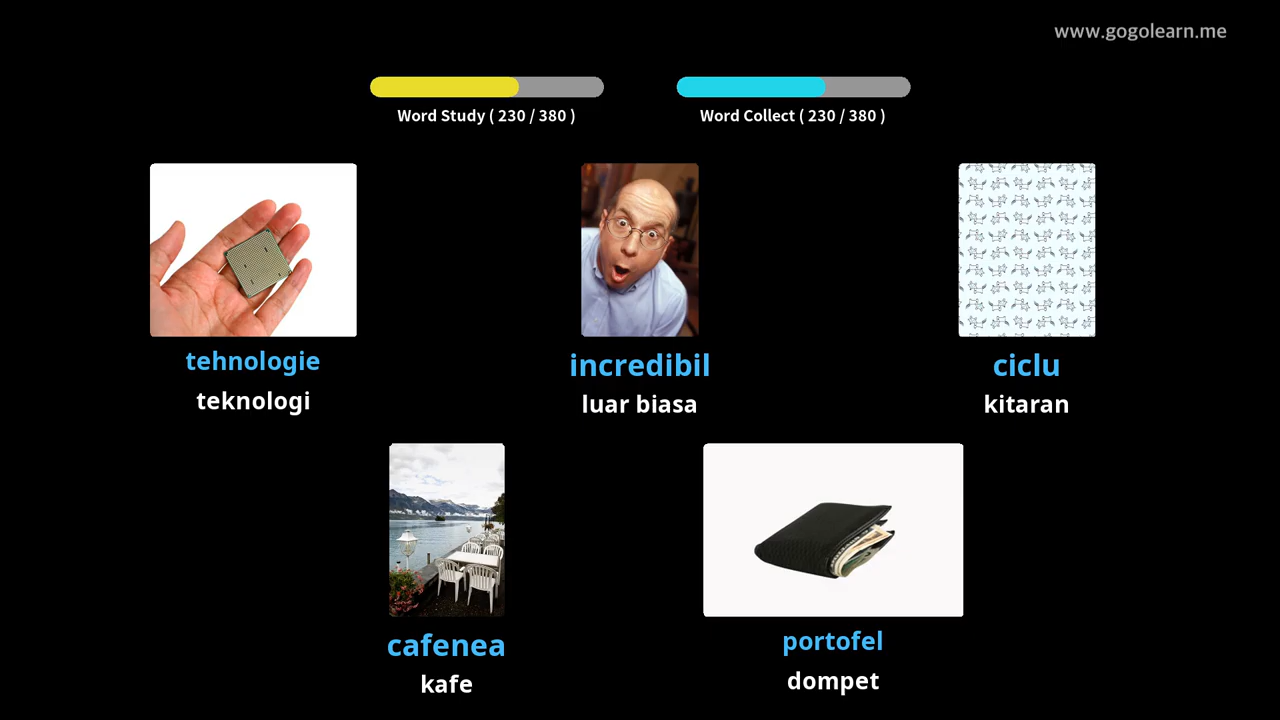 www.gogolearn.me
Word Study ( 230 / 380 )
Word Collect ( 230 / 380 )
tehnologie
teknologi
incredibil
luar biasa
ciclu
kitaran
cafenea
kafe
portofel
dompet